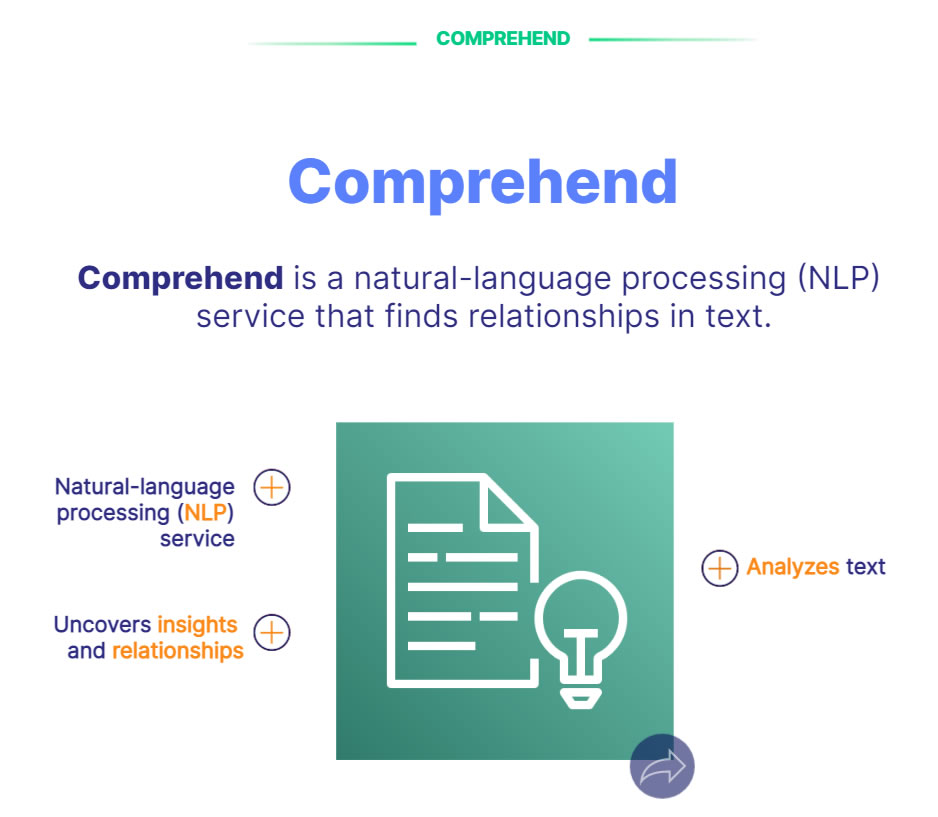 COMPREHEND
Comprehend
Comprehend is a natural-language processing (NLP)
service that finds relationships in text.
Natural-language
processing (NLP)
service
Uncovers insights
and relationships
Analyzes text